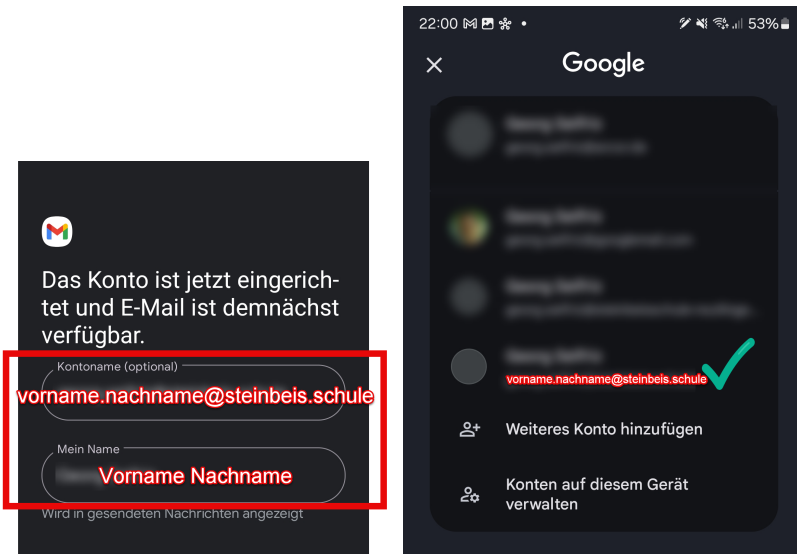 Das Konto ist jetzt eingerich-
tet und E-Mail ist demnächst
verfügbar.
Kontoname (optional)
vorname.nachname@steinbeis.schule
Mein Name
Vorname Nachname
Wird in gesendeten Nachrichten angezeigt
22:00
53%
Google
vorname.nachname@steinbeis.schule
Weiteres Konto hinzufügen
Konten auf diesem Gerät
verwalten